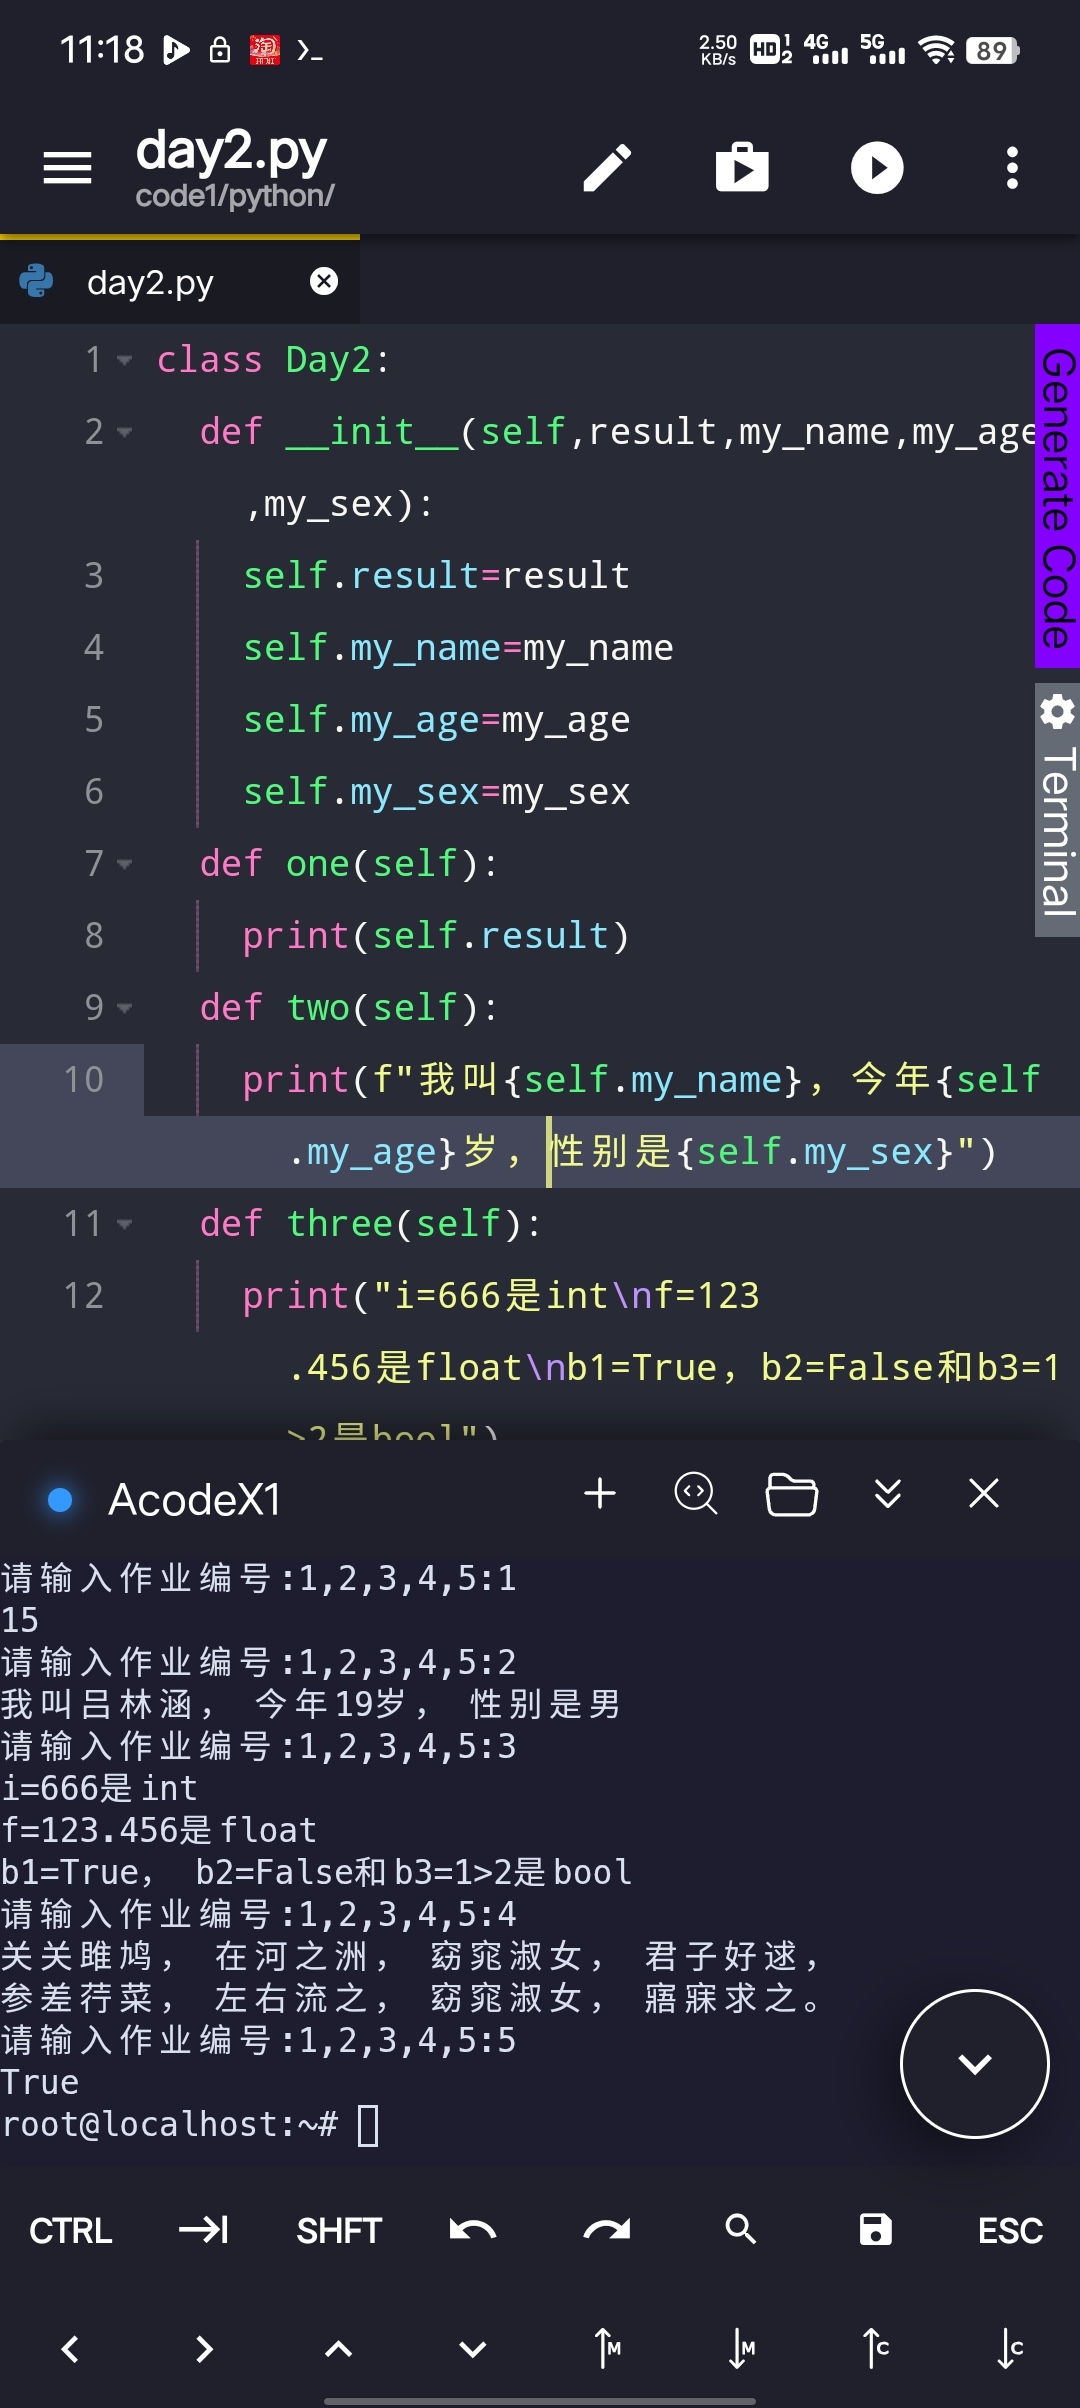 11:18
2.50 KB/s HD 1 2 4G 5G 89
day2.py
code1/python/
day2.py
1 class Day2:
2 def __init__(self,result,my_name,my_age
,my_sex):
3 self.result=result
4 self.my_name=my_name
5 self.my_age=my_age
6 self.my_sex=my_sex
7 def one(self):
8 print(self.result)
9 def two(self):
10 print(f"我叫{self.my_name}，今年{self
.my_age}岁，性别是{self.my_sex}")
11 def three(self):
12 print("i=666是int\nf=123
.456是float\nb1=True，b2=False和b3=1
>2是bool")
Generate Code
Terminal
AcodeX1
请输入作业编号:1,2,3,4,5:1
15
请输入作业编号:1,2,3,4,5:2
我叫吕林涵，今年19岁，性别是男
请输入作业编号:1,2,3,4,5:3
i=666是int
f=123.456是float
b1=True，b2=False和b3=1>2是bool
请输入作业编号:1,2,3,4,5:4
关关雎鸠，在河之洲，窈窕淑女，君子好逑，
参差荇菜，左右流之，窈窕淑女，寤寐求之。
请输入作业编号:1,2,3,4,5:5
True
root@localhost:~#
CTRL SHFT ESC
M M C C